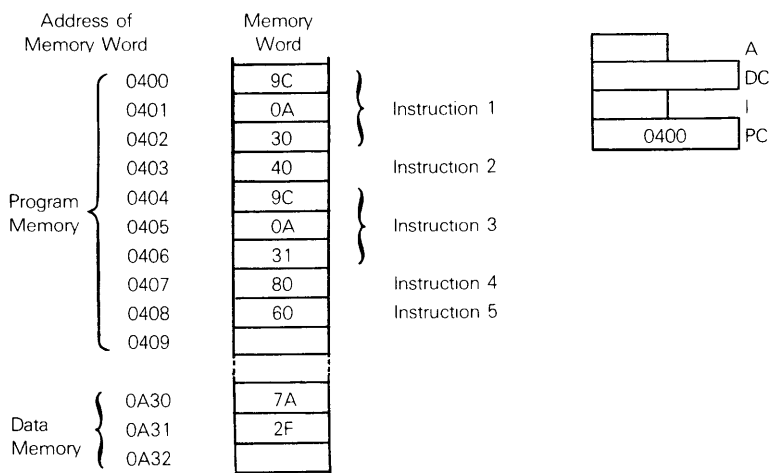 Address of Memory Word
Memory Word
0400 9C
0401 0A Instruction 1
0402 30
0403 40 Instruction 2
0404 9C
0405 0A Instruction 3
0406 31
0407 80 Instruction 4
0408 60 Instruction 5
0409
Program Memory
0A30 7A
0A31 2F
0A32
Data Memory
A
DC
I
0400 PC